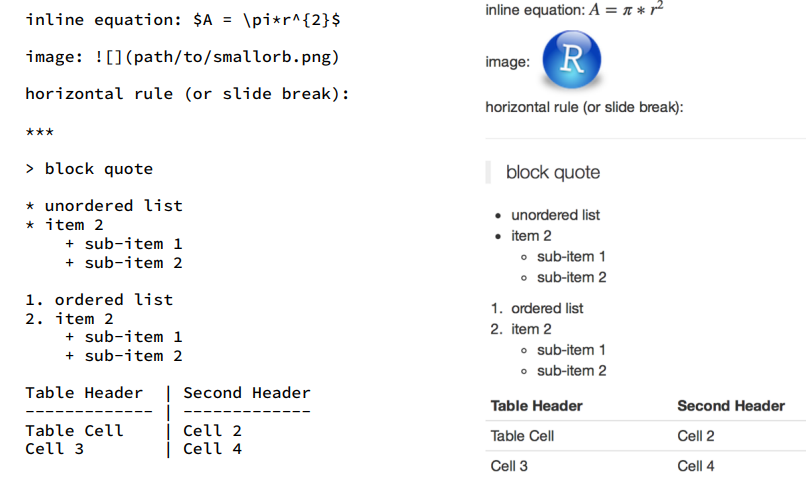 inline equation: $A = \pi*r^{2}$
image: ![](path/to/smallorb.png)
horizontal rule (or slide break):
***
> block quote
* unordered list
* item 2
    + sub-item 1
    + sub-item 2
1. ordered list
2. item 2
    + sub-item 1
    + sub-item 2
Table Header  | Second Header
------------- | -------------
Table Cell    | Cell 2
Cell 3        | Cell 4
inline equation: A = π ∗ r²
image: R
horizontal rule (or slide break):
block quote
• unordered list
• item 2
    ◦ sub-item 1
    ◦ sub-item 2
1. ordered list
2. item 2
    ◦ sub-item 1
    ◦ sub-item 2
Table Header Second Header
Table Cell Cell 2
Cell 3 Cell 4